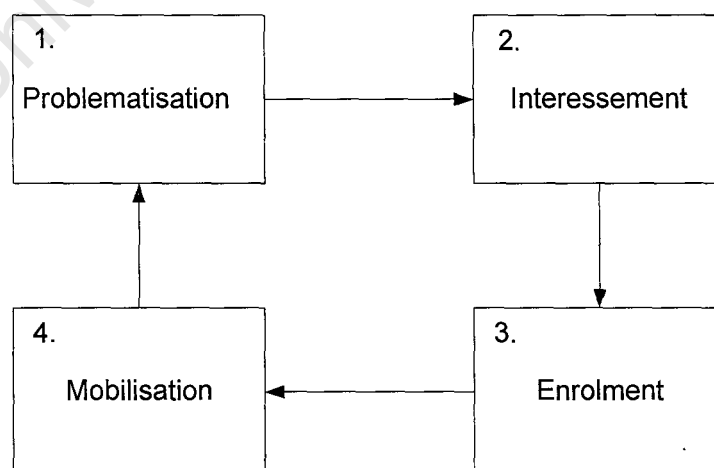 1.
Problematisation
2.
Interessement
4.
Mobilisation
3.
Enrolment